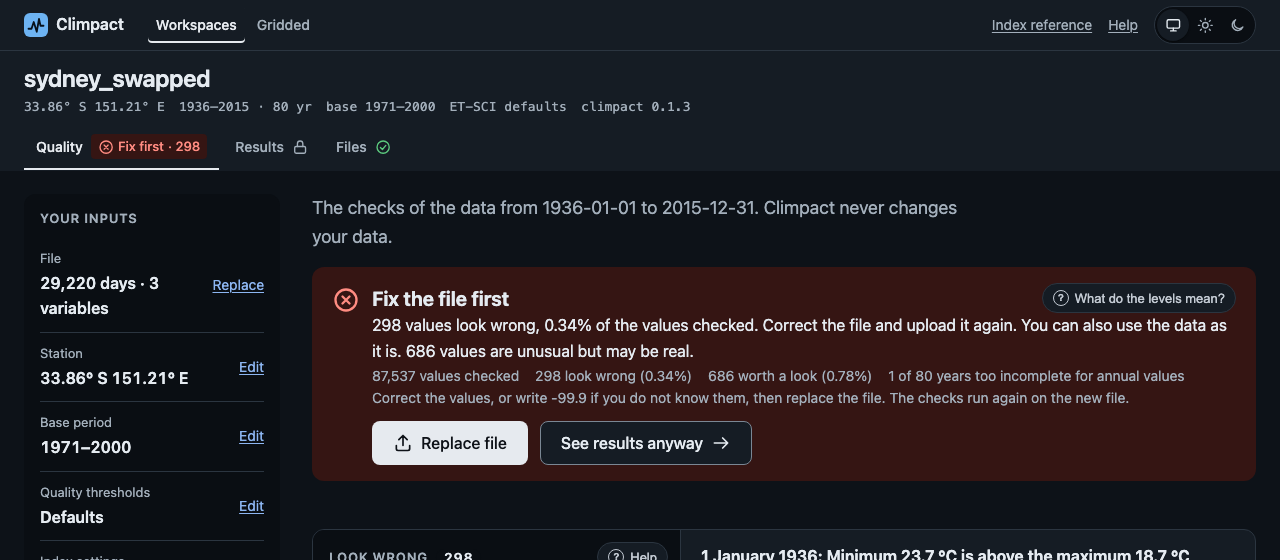 Climpact
Workspaces
Gridded
Index reference
Help
sydney_swapped
33.86° S 151.21° E 1936–2015 · 80 yr base 1971–2000 ET-SCI defaults climpact 0.1.3
Quality
Fix first · 298
Results
Files
YOUR INPUTS
File
29,220 days · 3
variables
Replace
Station
33.86° S 151.21° E
Edit
Base period
1971–2000
Edit
Quality thresholds
Defaults
Edit
The checks of the data from 1936-01-01 to 2015-12-31. Climpact never changes
your data.
Fix the file first
? What do the levels mean?
298 values look wrong, 0.34% of the values checked. Correct the file and upload it again. You can also use the data as
it is. 686 values are unusual but may be real.
87,537 values checked 298 look wrong (0.34%) 686 worth a look (0.78%) 1 of 80 years too incomplete for annual values
Correct the values, or write -99.9 if you do not know them, then replace the file. The checks run again on the new file.
Replace file
See results anyway →
LOOK WRONG 298
? Help
1 January 1936: Minimum 23.7 °C is above the maximum 18.7 °C